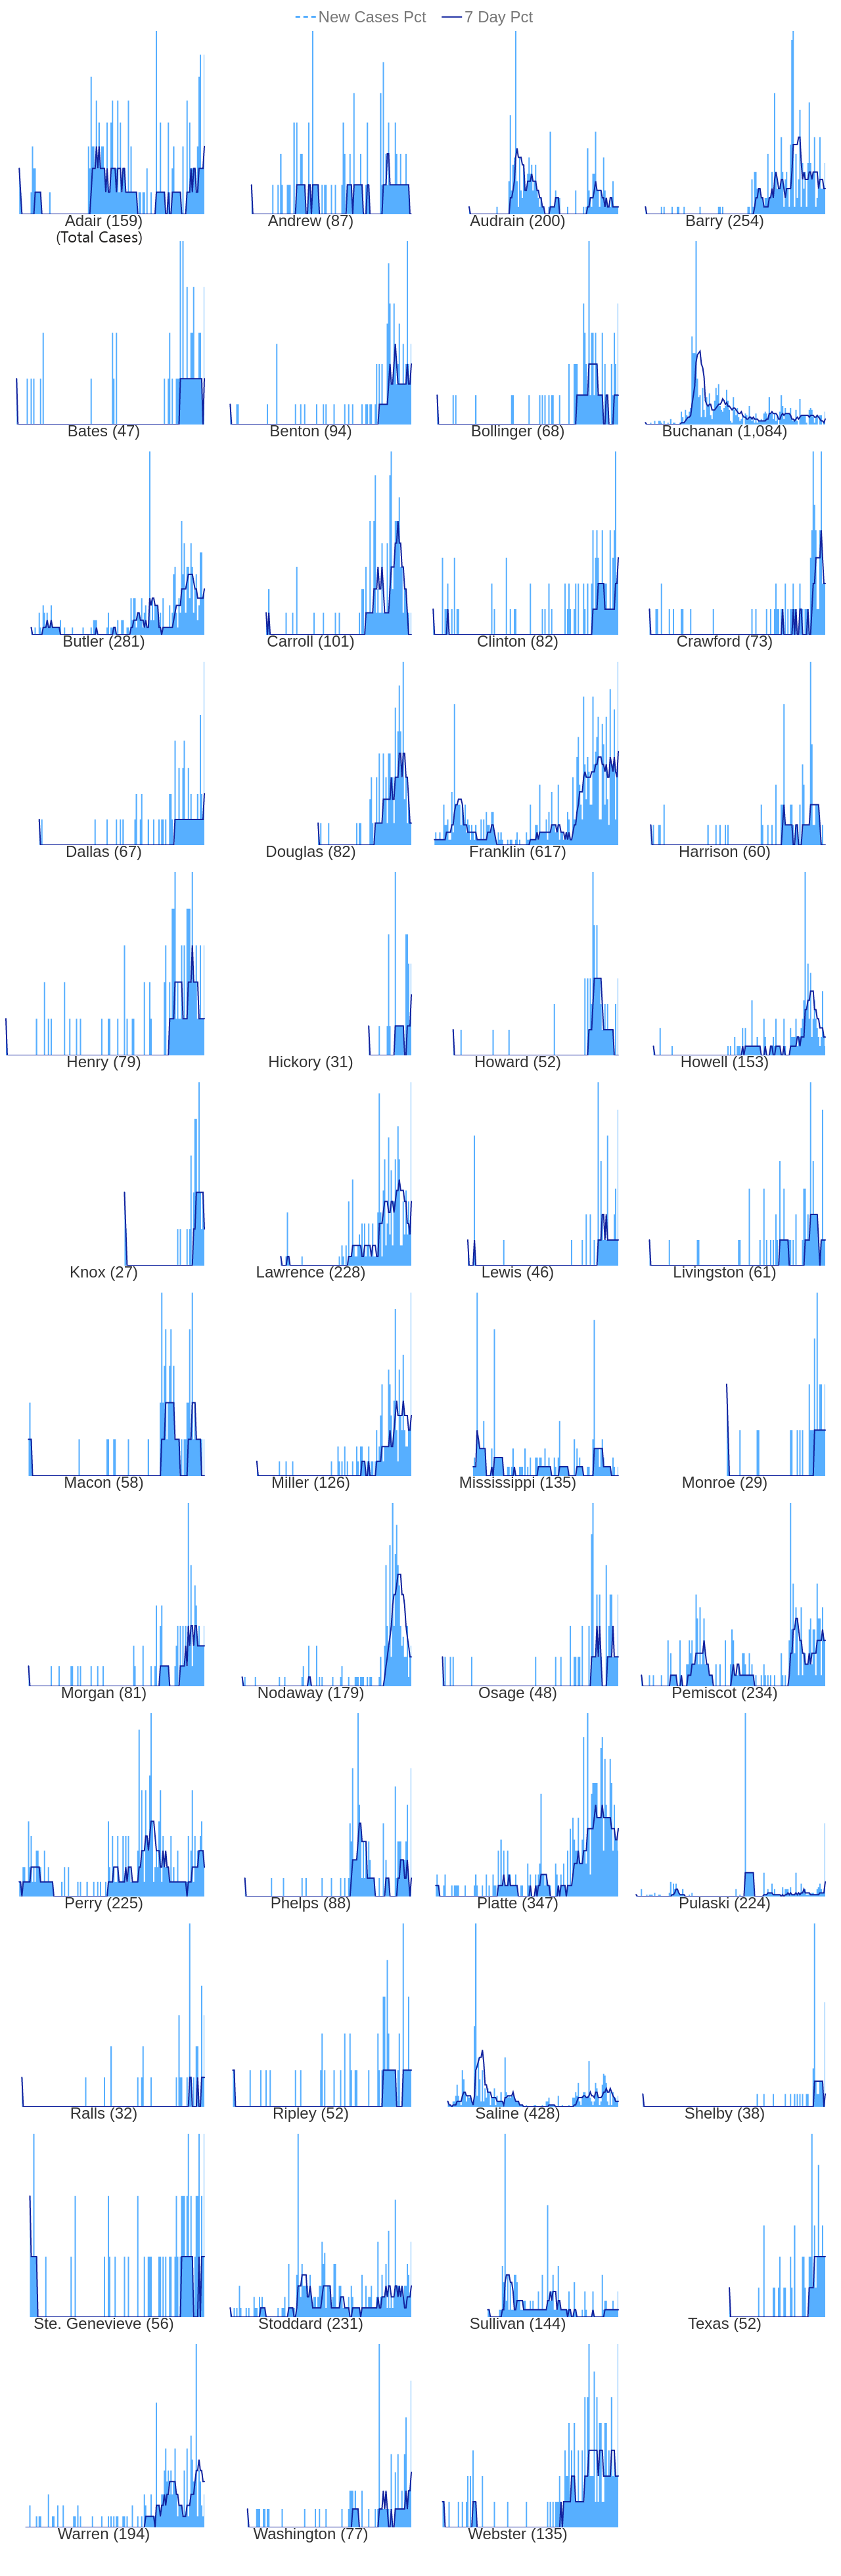 New Cases Pct 7 Day Pct
Adair (159) Andrew (87) Audrain (200) Barry (254)
(Total Cases)
Bates (47) Benton (94) Bollinger (68) Buchanan (1,084)
Butler (281) Carroll (101) Clinton (82) Crawford (73)
Dallas (67) Douglas (82) Franklin (617) Harrison (60)
Henry (79) Hickory (31) Howard (52) Howell (153)
Knox (27) Lawrence (228) Lewis (46) Livingston (61)
Macon (58) Miller (126) Mississippi (135) Monroe (29)
Morgan (81) Nodaway (179) Osage (48) Pemiscot (234)
Perry (225) Phelps (88) Platte (347) Pulaski (224)
Ralls (32) Ripley (52) Saline (428) Shelby (38)
Ste. Genevieve (56) Stoddard (231) Sullivan (144) Texas (52)
Warren (194) Washington (77) Webster (135)